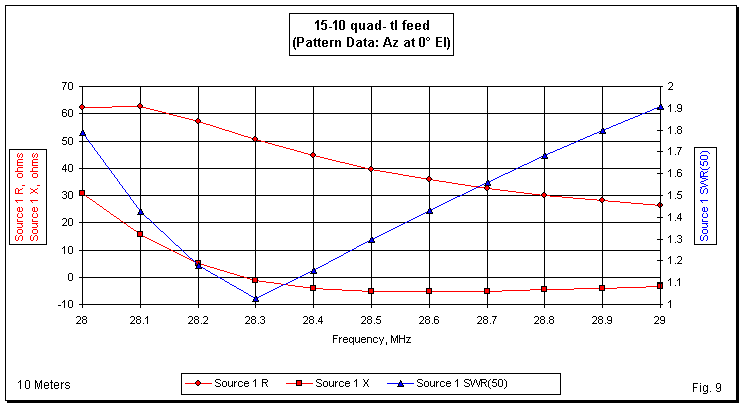 15-10 quad- tl feed
(Pattern Data: Az at 0° El)
Source 1 R, ohms
Source 1 X, ohms
70
60
50
40
30
20
10
0
-10
2
1.9
1.8
1.7
1.6
1.5
1.4
1.3
1.2
1.1
1
Source 1 SWR(50)
28 28.1 28.2 28.3 28.4 28.5 28.6 28.7 28.8 28.9 29
Frequency, MHz
10 Meters
Source 1 R Source 1 X Source 1 SWR(50)
Fig. 9